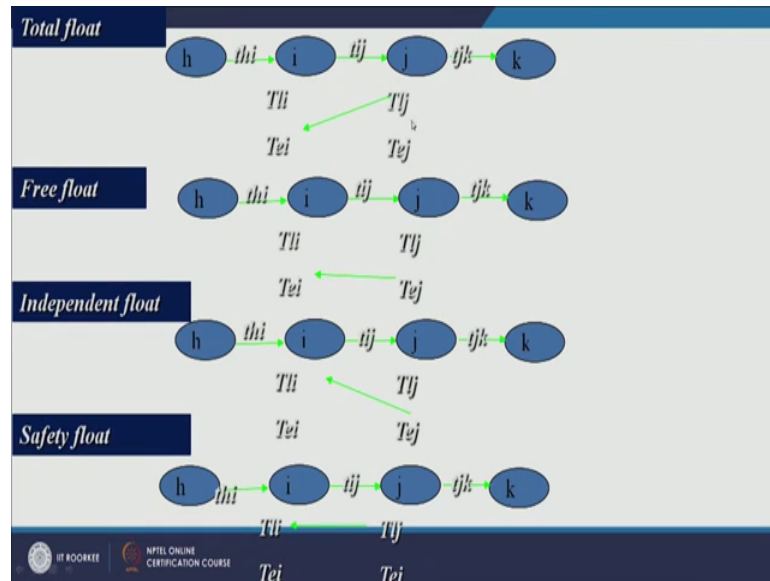 Total float
h thi i tij j tjk k
Tli Tlj
Tei Tej
Free float
h thi i tij j tjk k
Tli Tlj
Tei Tej
Independent float
h thi i tij j tjk k
Tli Tlj
Tei Tej
Safety float
h thi i tij j tjk k
Tli Tlj
Tei Tej
IIT ROORKEE
NPTEL ONLINE
CERTIFICATION COURSE